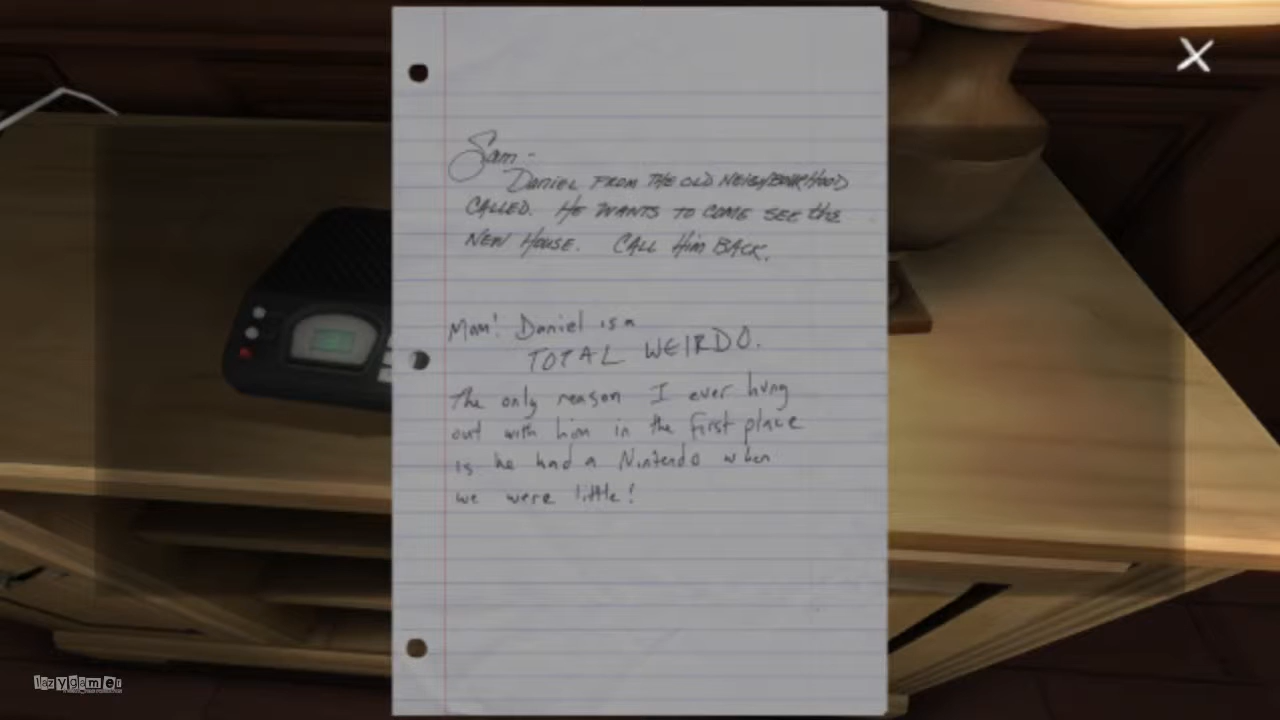 Sam -
DANIEL FROM THE OLD NEIGHBOURHOOD
CALLED. HE WANTS TO COME SEE the
NEW HOUSE. CALL HiM BACK.
Mom! Daniel is a
TOTAL WEIRDO.
The only reason I ever hung
out with him in the first place
is he had a Nintendo when
we were little!
lazygamer